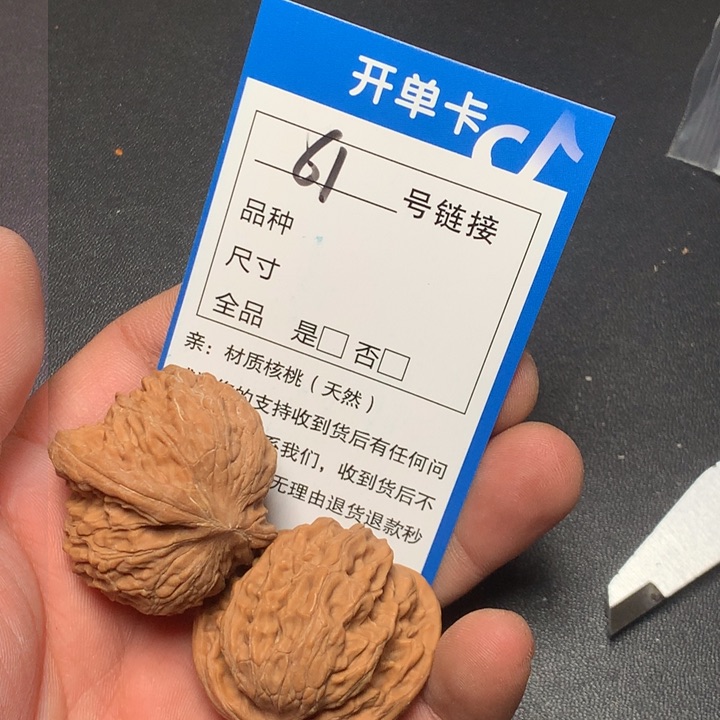 开单卡
61 号链接
品种
尺寸
全品 是□ 否□
亲：材质核桃（天然）
的支持收到货后有任何问
系我们，收到货后不
无理由退货退款秒